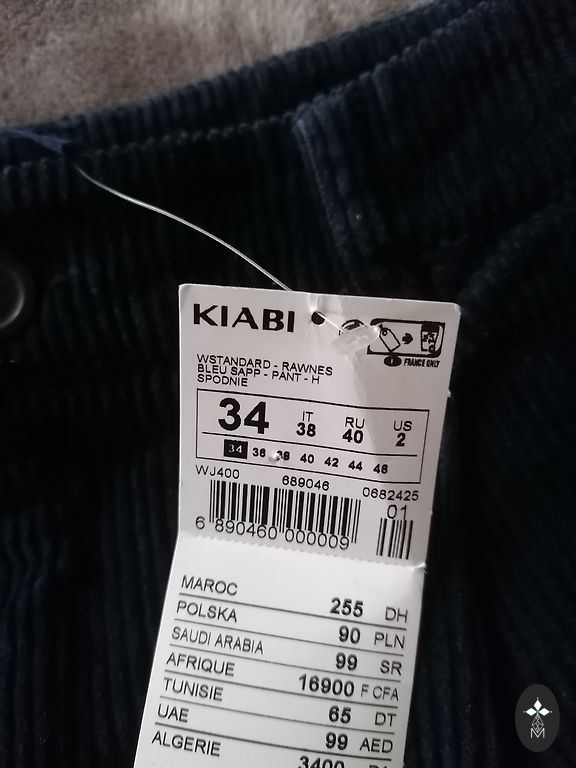 KIABI
FRANCE ONLY
WSTANDARD - RAWNES
BLEU SAPP - PANT - H
SPODNIE
34 IT 38 RU 40 US 2
34 36 38 40 42 44 46
WJ400 689046 0682425
01
6 890460 000009
MAROC 255 DH
POLSKA 90 PLN
SAUDI ARABIA 99 SR
AFRIQUE 16900 F CFA
TUNISIE 65 DT
UAE 99 AED
ALGERIE 3400
M